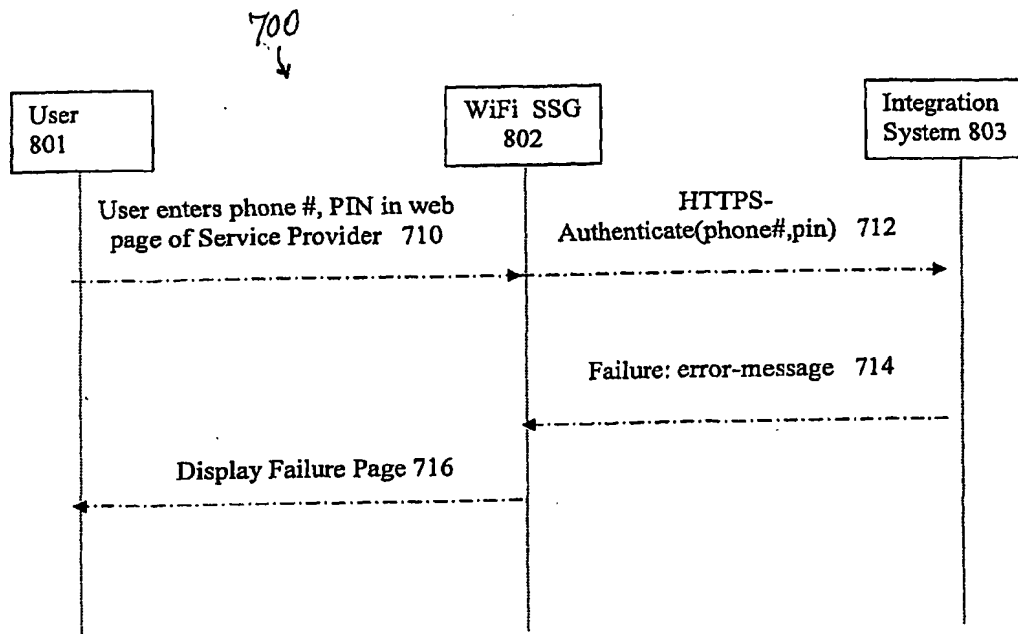 700
User
801
WiFi SSG
802
Integration
System 803
User enters phone #, PIN in web
page of Service Provider 710
HTTPS-
Authenticate(phone#,pin) 712
Failure: error-message 714
Display Failure Page 716